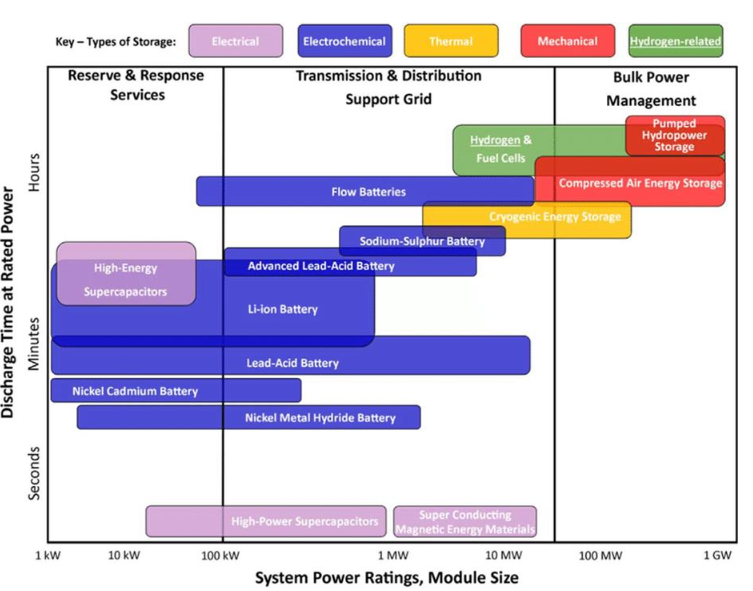 Key – Types of Storage: Electrical Electrochemical Thermal Mechanical Hydrogen-related
Reserve & Response
Services
Transmission & Distribution
Support Grid
Bulk Power
Management
Pumped
Hydropower
Storage
Hydrogen &
Fuel Cells
Compressed Air Energy Storage
Flow Batteries
Cryogenic Energy Storage
Sodium-Sulphur Battery
High-Energy
Supercapacitors
Advanced Lead-Acid Battery
Li-ion Battery
Lead-Acid Battery
Nickel Cadmium Battery
Nickel Metal Hydride Battery
High-Power Supercapacitors
Super Conducting
Magnetic Energy Materials
Discharge Time at Rated Power
Hours
Minutes
Seconds
1 kW 10 kW 100 kW 1 MW 10 MW 100 MW 1 GW
System Power Ratings, Module Size